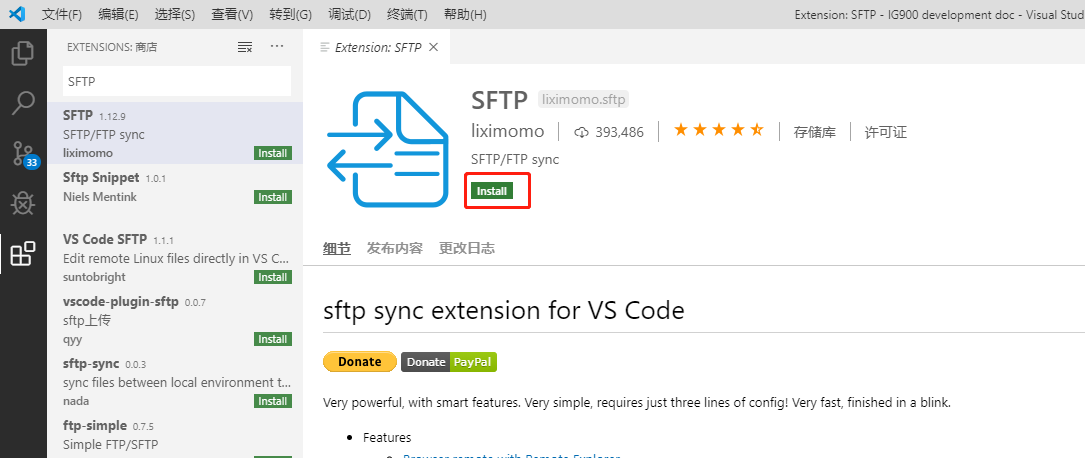 文件(F) 编辑(E) 选择(S) 查看(V) 转到(G) 调试(D) 终端(T) 帮助(H) Extension: SFTP - IG900 development doc - Visual Stud
EXTENSIONS: 商店
SFTP
SFTP 1.12.9
SFTP/FTP sync
liximomo Install
Sftp Snippet 1.0.1
Niels Mentink Install
VS Code SFTP 1.1.1
Edit remote Linux files directly in VS C...
suntobright Install
vscode-plugin-sftp 0.0.7
sftp上传
qyy Install
sftp-sync 0.0.3
sync files between local environment t...
nada Install
ftp-simple 0.7.5
Simple FTP/SFTP
33
Extension: SFTP
SFTP liximomo.sftp
liximomo 393,486 存储库 许可证
SFTP/FTP sync
Install
细节 发布内容 更改日志
sftp sync extension for VS Code
Donate Donate PayPal
Very powerful, with smart features. Very simple, requires just three lines of config! Very fast, finished in a blink.
Features
Browser remote with Remote Explorer